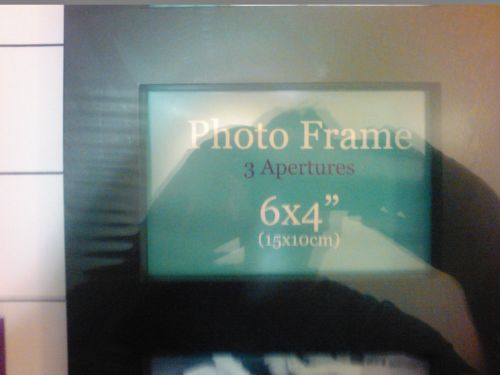 Photo Frame
3 Apertures
6x4”
(15x10cm)